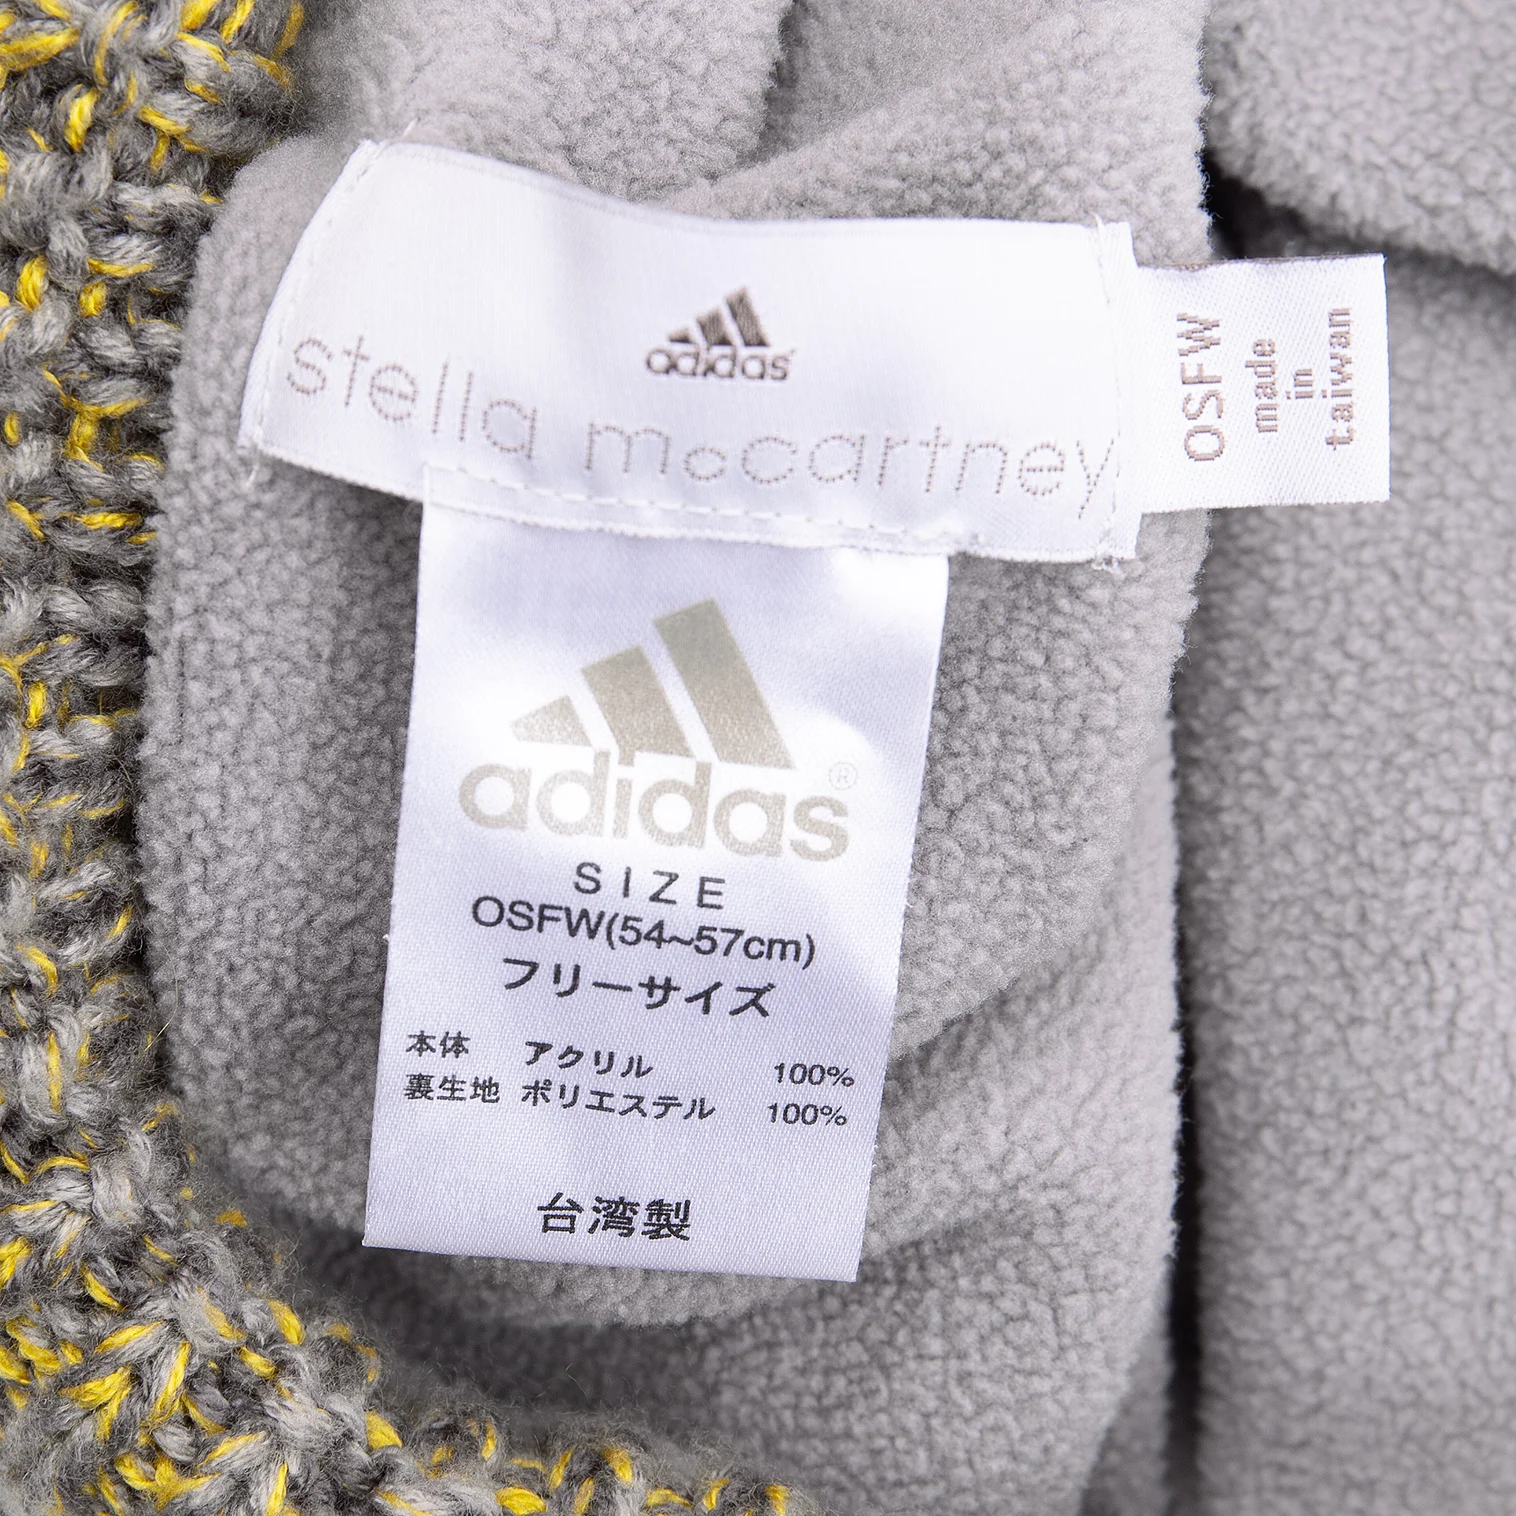 adidas
stella mccartney
OSFW
made
in
taiwan
adidas®
SIZE
OSFW(54~57cm)
フリーサイズ
本体 アクリル 100%
裏生地 ポリエステル 100%
台湾製